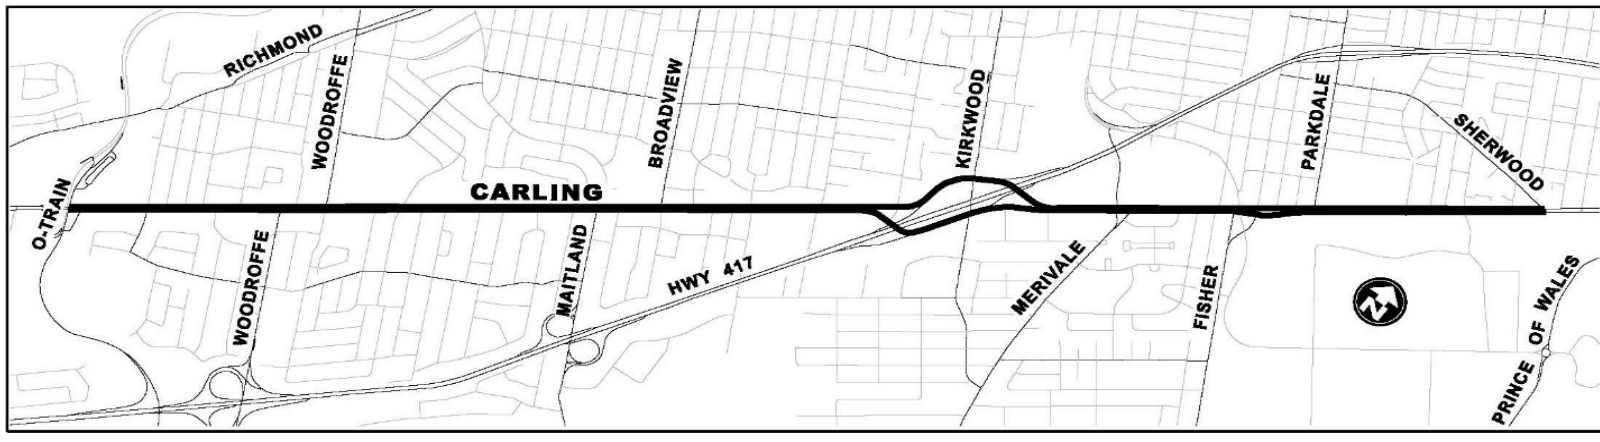 RICHMOND
WOODROFFE
BROADVIEW
KIRKWOOD
PARKDALE
SHERWOOD
CARLING
O-TRAIN
WOODROFFE
MAITLAND
HWY 417
MERIVALE
FISHER
N
PRINCE OF WALES